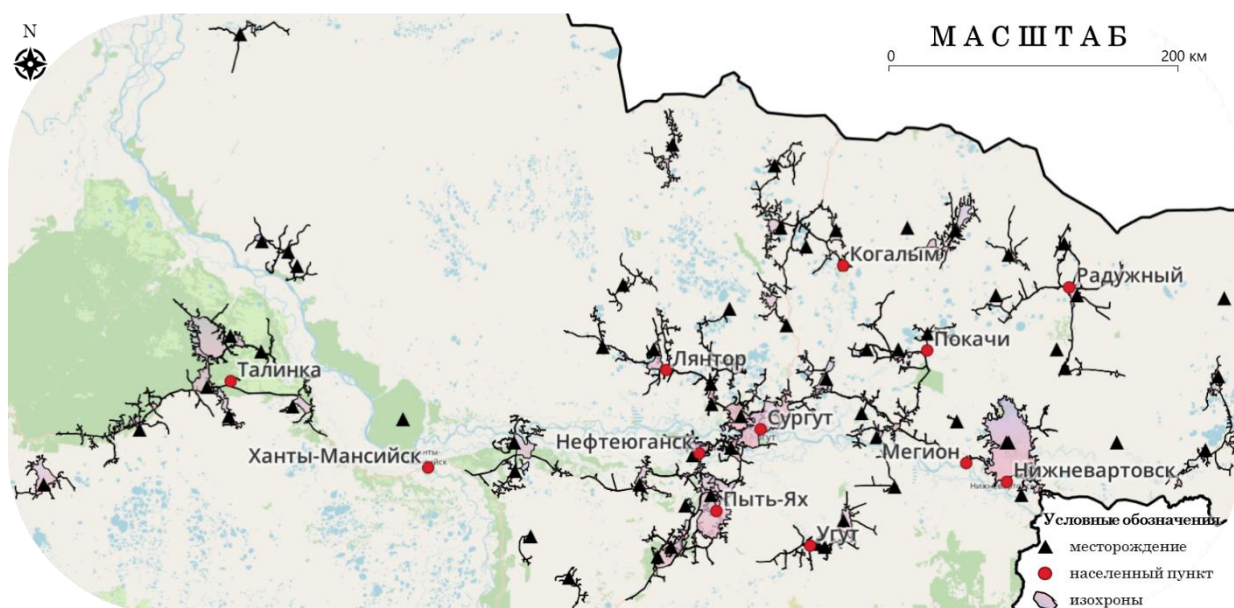 N
МАСШТАБ
0
200 км
Когалым
Радужный
Покачи
Лянтор
Талинка
Сургут
Нефтеюганск
Мегион
Ханты-Мансийск
Нижневартовск
Пыть-Ях
Угут
Условные обозначения
месторождение
населенный пункт
изохроны